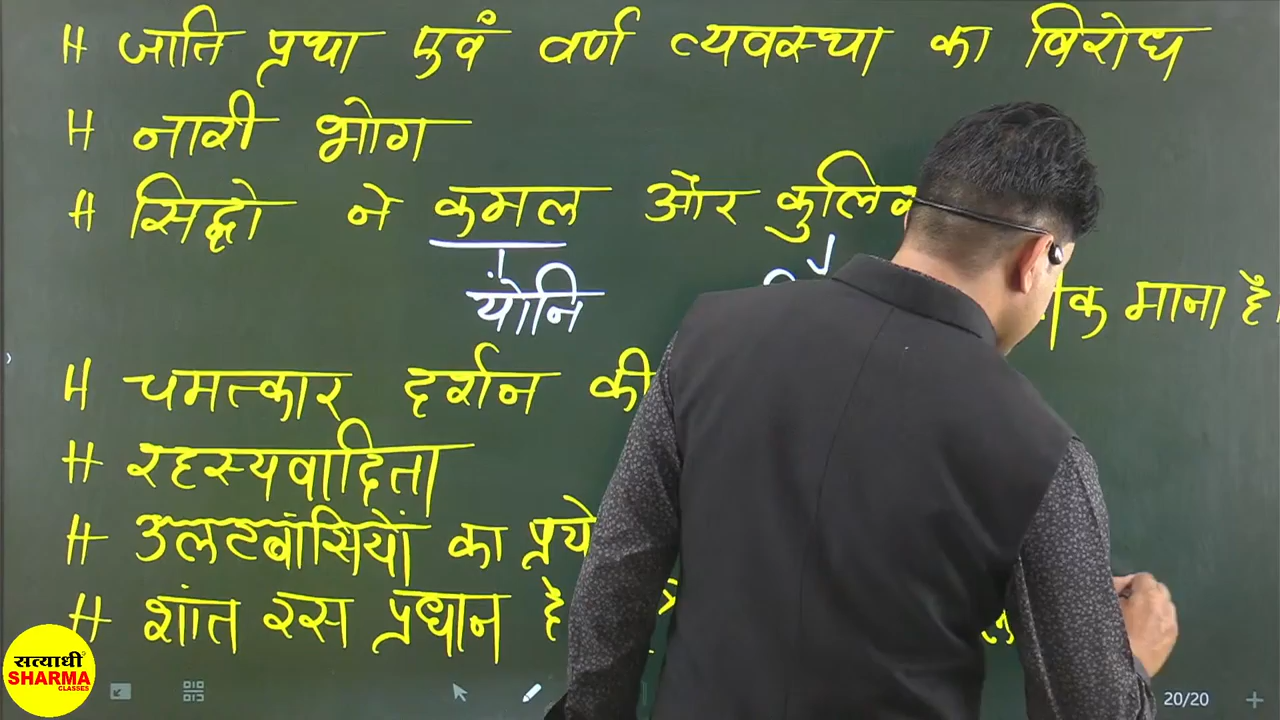 # जाति प्रथा एवं वर्ण व्यवस्था का विरोध
# नारी भोग
# सिद्धो ने कमल और
योनि
माना है।
# चमत्कार दर्शन की
# रहस्यवादिता
# उलटबांसियों का
# शांत रस प्रधान है
सत्यार्थी
SHARMA
CLASSES
20/20